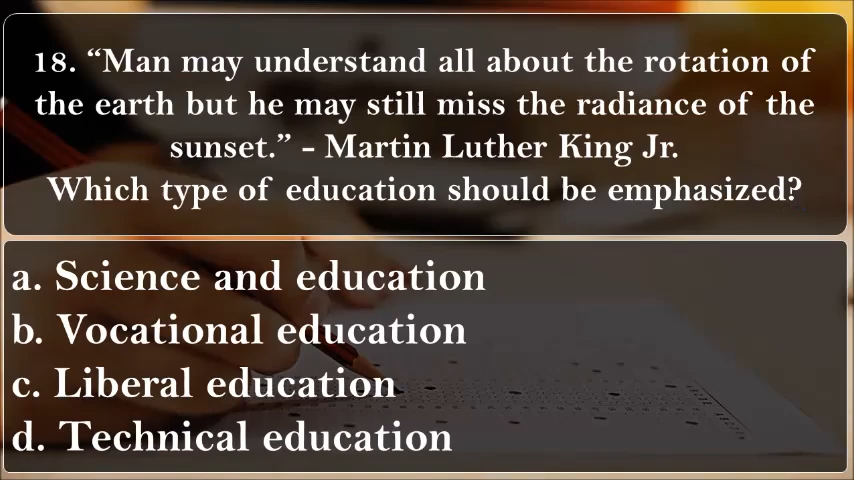 18. “Man may understand all about the rotation of
the earth but he may still miss the radiance of the
sunset.” - Martin Luther King Jr.
Which type of education should be emphasized?
a. Science and education
b. Vocational education
c. Liberal education
d. Technical education